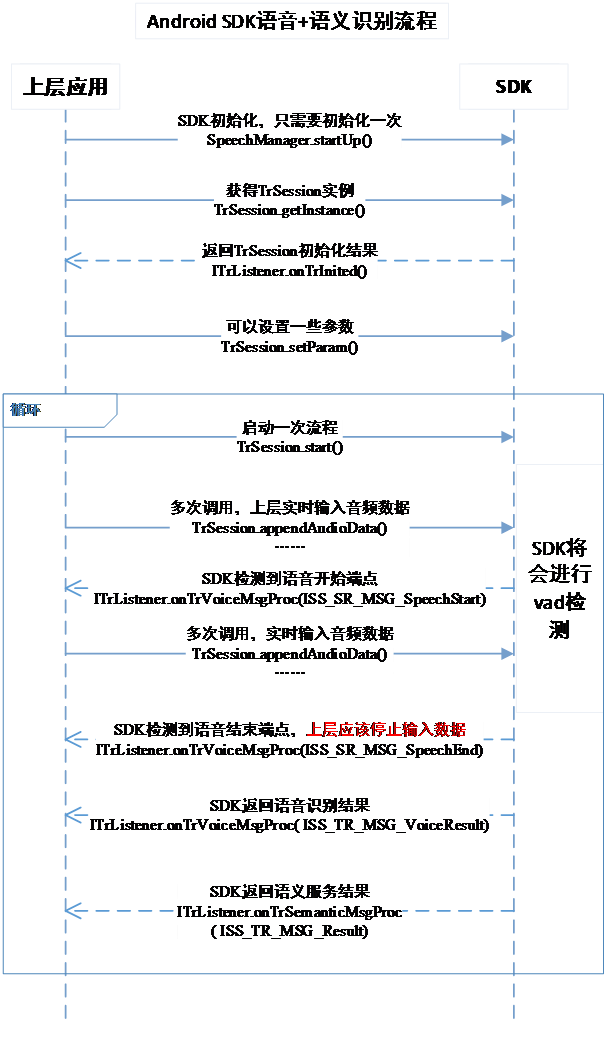 Android SDK语音+语义识别流程
上层应用
SDK
SDK初始化，只需要初始化一次
SpeechManager.startUp()
获得TrSession实例
TrSession.getInstance()
返回TrSession初始化结果
ITrListener.onTrInited()
可以设置一些参数
TrSession.setParam()
循环
启动一次流程
TrSession.start()
多次调用，上层实时输入音频数据
TrSession.appendAudioData()
------
SDK将
会进行
vad检
测
SDK检测到语音开始端点
ITrListener.onTrVoiceMsgProc(ISS_SR_MSG_SpeechStart)
多次调用，实时输入音频数据
TrSession.appendAudioData()
------
SDK检测到语音结束端点，上层应该停止输入数据
ITrListener.onTrVoiceMsgProc(ISS_SR_MSG_SpeechEnd)
SDK返回语音识别结果
ITrListener.onTrVoiceMsgProc( ISS_TR_MSG_VoiceResult)
SDK返回语义服务结果
ITrListener.onTrSemanticMsgProc
( ISS_TR_MSG_Result)